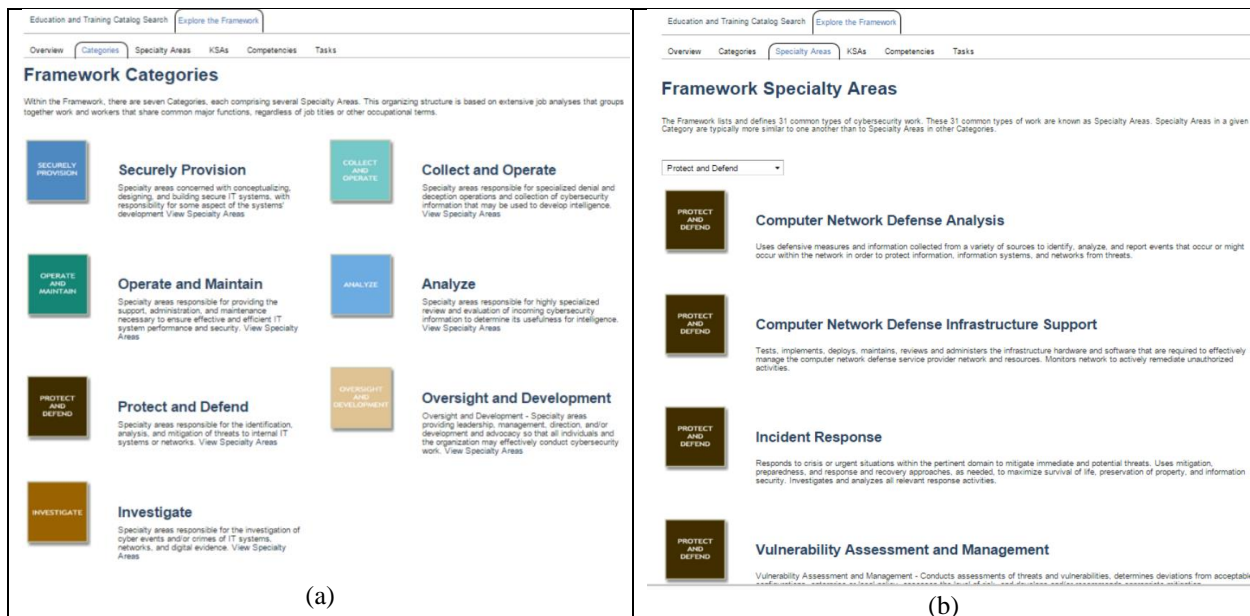 Education and Training Catalog Search
Explore the Framework
Overview
Categories
Specialty Areas
KSAs
Competencies
Tasks
Framework Categories
Within the Framework, there are seven Categories, each comprising several Specialty Areas. This organizing structure is based on extensive job analyses that groups
together work and workers that share common major functions, regardless of job titles or other occupational terms.
SECURELY
PROVISION
Securely Provision
Specialty areas concerned with conceptualizing,
designing, and building secure IT systems, with
responsibility for some aspect of the systems'
development View Specialty Areas
COLLECT
AND
OPERATE
Collect and Operate
Specialty areas responsible for specialized denial and
deception operations and collection of cybersecurity
information that may be used to develop intelligence.
View Specialty Areas
OPERATE
AND
MAINTAIN
Operate and Maintain
Specialty areas responsible for providing the
support, administration, and maintenance
necessary to ensure effective and efficient IT
system performance and security. View Specialty
Areas
ANALYZE
Analyze
Specialty areas responsible for highly specialized
review and evaluation of incoming cybersecurity
information to determine its usefulness for intelligence.
View Specialty Areas
PROTECT
AND
DEFEND
Protect and Defend
Specialty areas responsible for the identification,
analysis, and mitigation of threats to internal IT
systems or networks. View Specialty Areas
OVERSIGHT
AND
DEVELOPMENT
Oversight and Development
Oversight and Development - Specialty areas
providing leadership, management, direction, and/or
development and advocacy so that all individuals and
the organization may effectively conduct cybersecurity
work. View Specialty Areas
INVESTIGATE
Investigate
Specialty areas responsible for the investigation of
cyber events and/or crimes of IT systems,
networks, and digital evidence. View Specialty
Areas
(a)
Education and Training Catalog Search
Explore the Framework
Overview
Categories
Specialty Areas
KSAs
Competencies
Tasks
Framework Specialty Areas
The Framework lists and defines 31 common types of cybersecurity work. These 31 common types of work are known as Specialty Areas. Specialty Areas in a given
Category are typically more similar to one another than to Specialty Areas in other Categories.
Protect and Defend
PROTECT
AND
DEFEND
Computer Network Defense Analysis
Uses defensive measures and information collected from a variety of sources to identify, analyze, and report events that occur or might
occur within the network in order to protect information, information systems, and networks from threats.
PROTECT
AND
DEFEND
Computer Network Defense Infrastructure Support
Tests, implements, deploys, maintains, reviews and administers the infrastructure hardware and software that are required to effectively
manage the computer network defense service provider network and resources. Monitors network to actively remediate unauthorized
activities.
PROTECT
AND
DEFEND
Incident Response
Responds to crisis or urgent situations within the pertinent domain to mitigate immediate and potential threats. Uses mitigation,
preparedness, and response and recovery approaches, as needed, to maximize survival of life, preservation of property, and information
security. Investigates and analyzes all relevant response activities.
PROTECT
AND
DEFEND
Vulnerability Assessment and Management
Vulnerability Assessment and Management - Conducts assessments of threats and vulnerabilities, determines deviations from acceptable
(b)